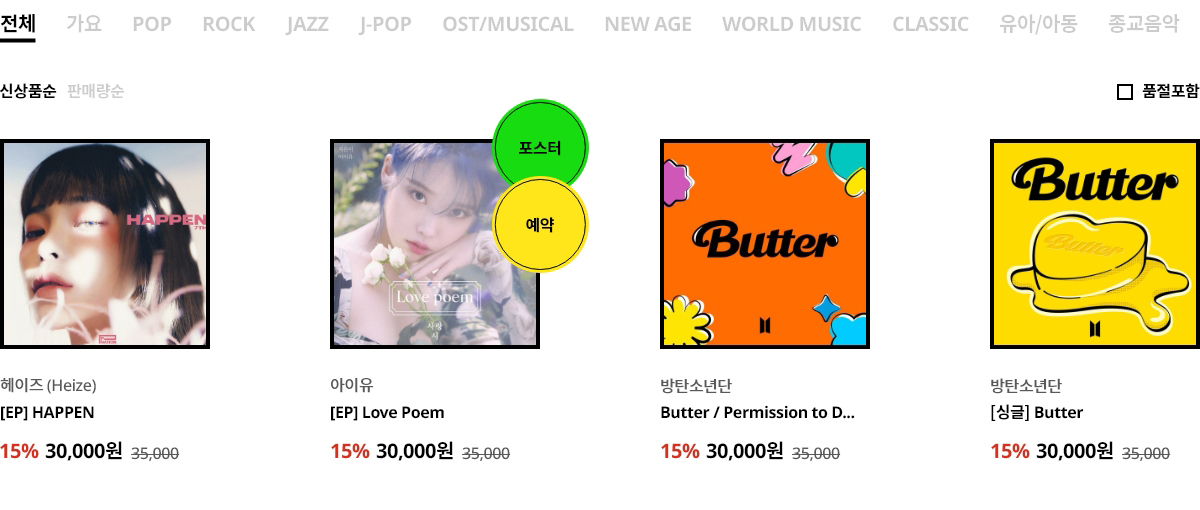 전체 가요 POP ROCK JAZZ J-POP OST/MUSICAL NEW AGE WORLD MUSIC CLASSIC 유아/아동 종교음악
신상품순 판매량순
품절포함
HAPPEN
7TH
포스터
예약
Love poem
사랑
시
Butter
Butter
Butter
헤이즈 (Heize)
[EP] HAPPEN
15% 30,000원 35,000
아이유
[EP] Love Poem
15% 30,000원 35,000
방탄소년단
Butter / Permission to D...
15% 30,000원 35,000
방탄소년단
[싱글] Butter
15% 30,000원 35,000